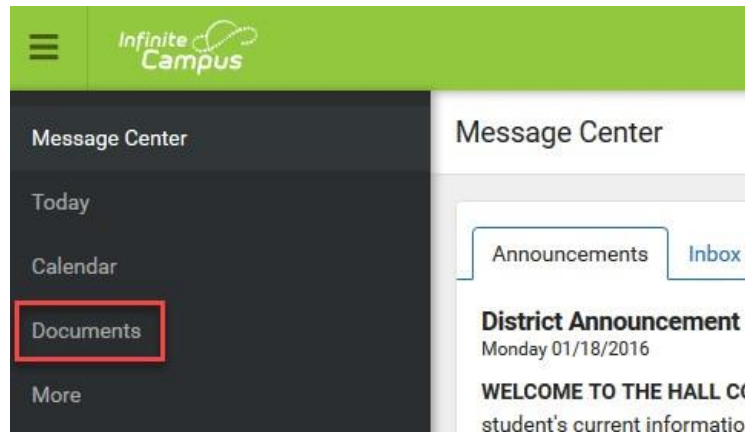 Infinite
Campus
Message Center
Today
Calendar
Documents
More
Message Center
Announcements Inbox
District Announcement
Monday 01/18/2016
WELCOME TO THE HALL
student's current